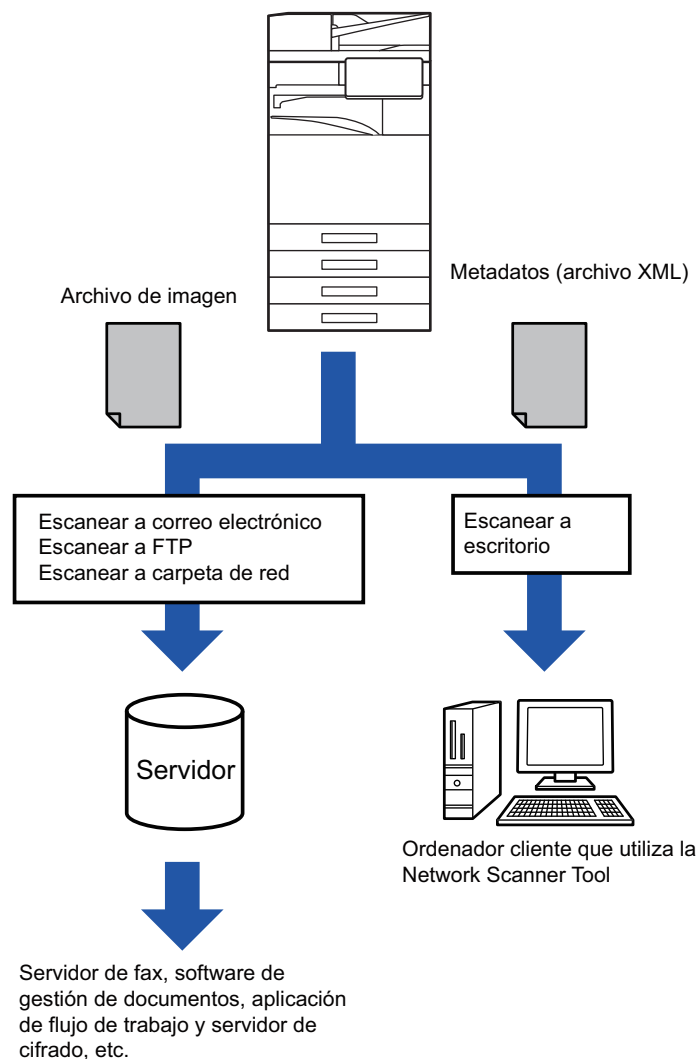 Metadatos (archivo XML)
Archivo de imagen
Escanear a correo electrónico
Escanear a FTP
Escanear a carpeta de red
Escanear a
escritorio
Servidor
Ordenador cliente que utiliza la
Network Scanner Tool
Servidor de fax, software de
gestión de documentos, aplicación
de flujo de trabajo y servidor de
cifrado, etc.